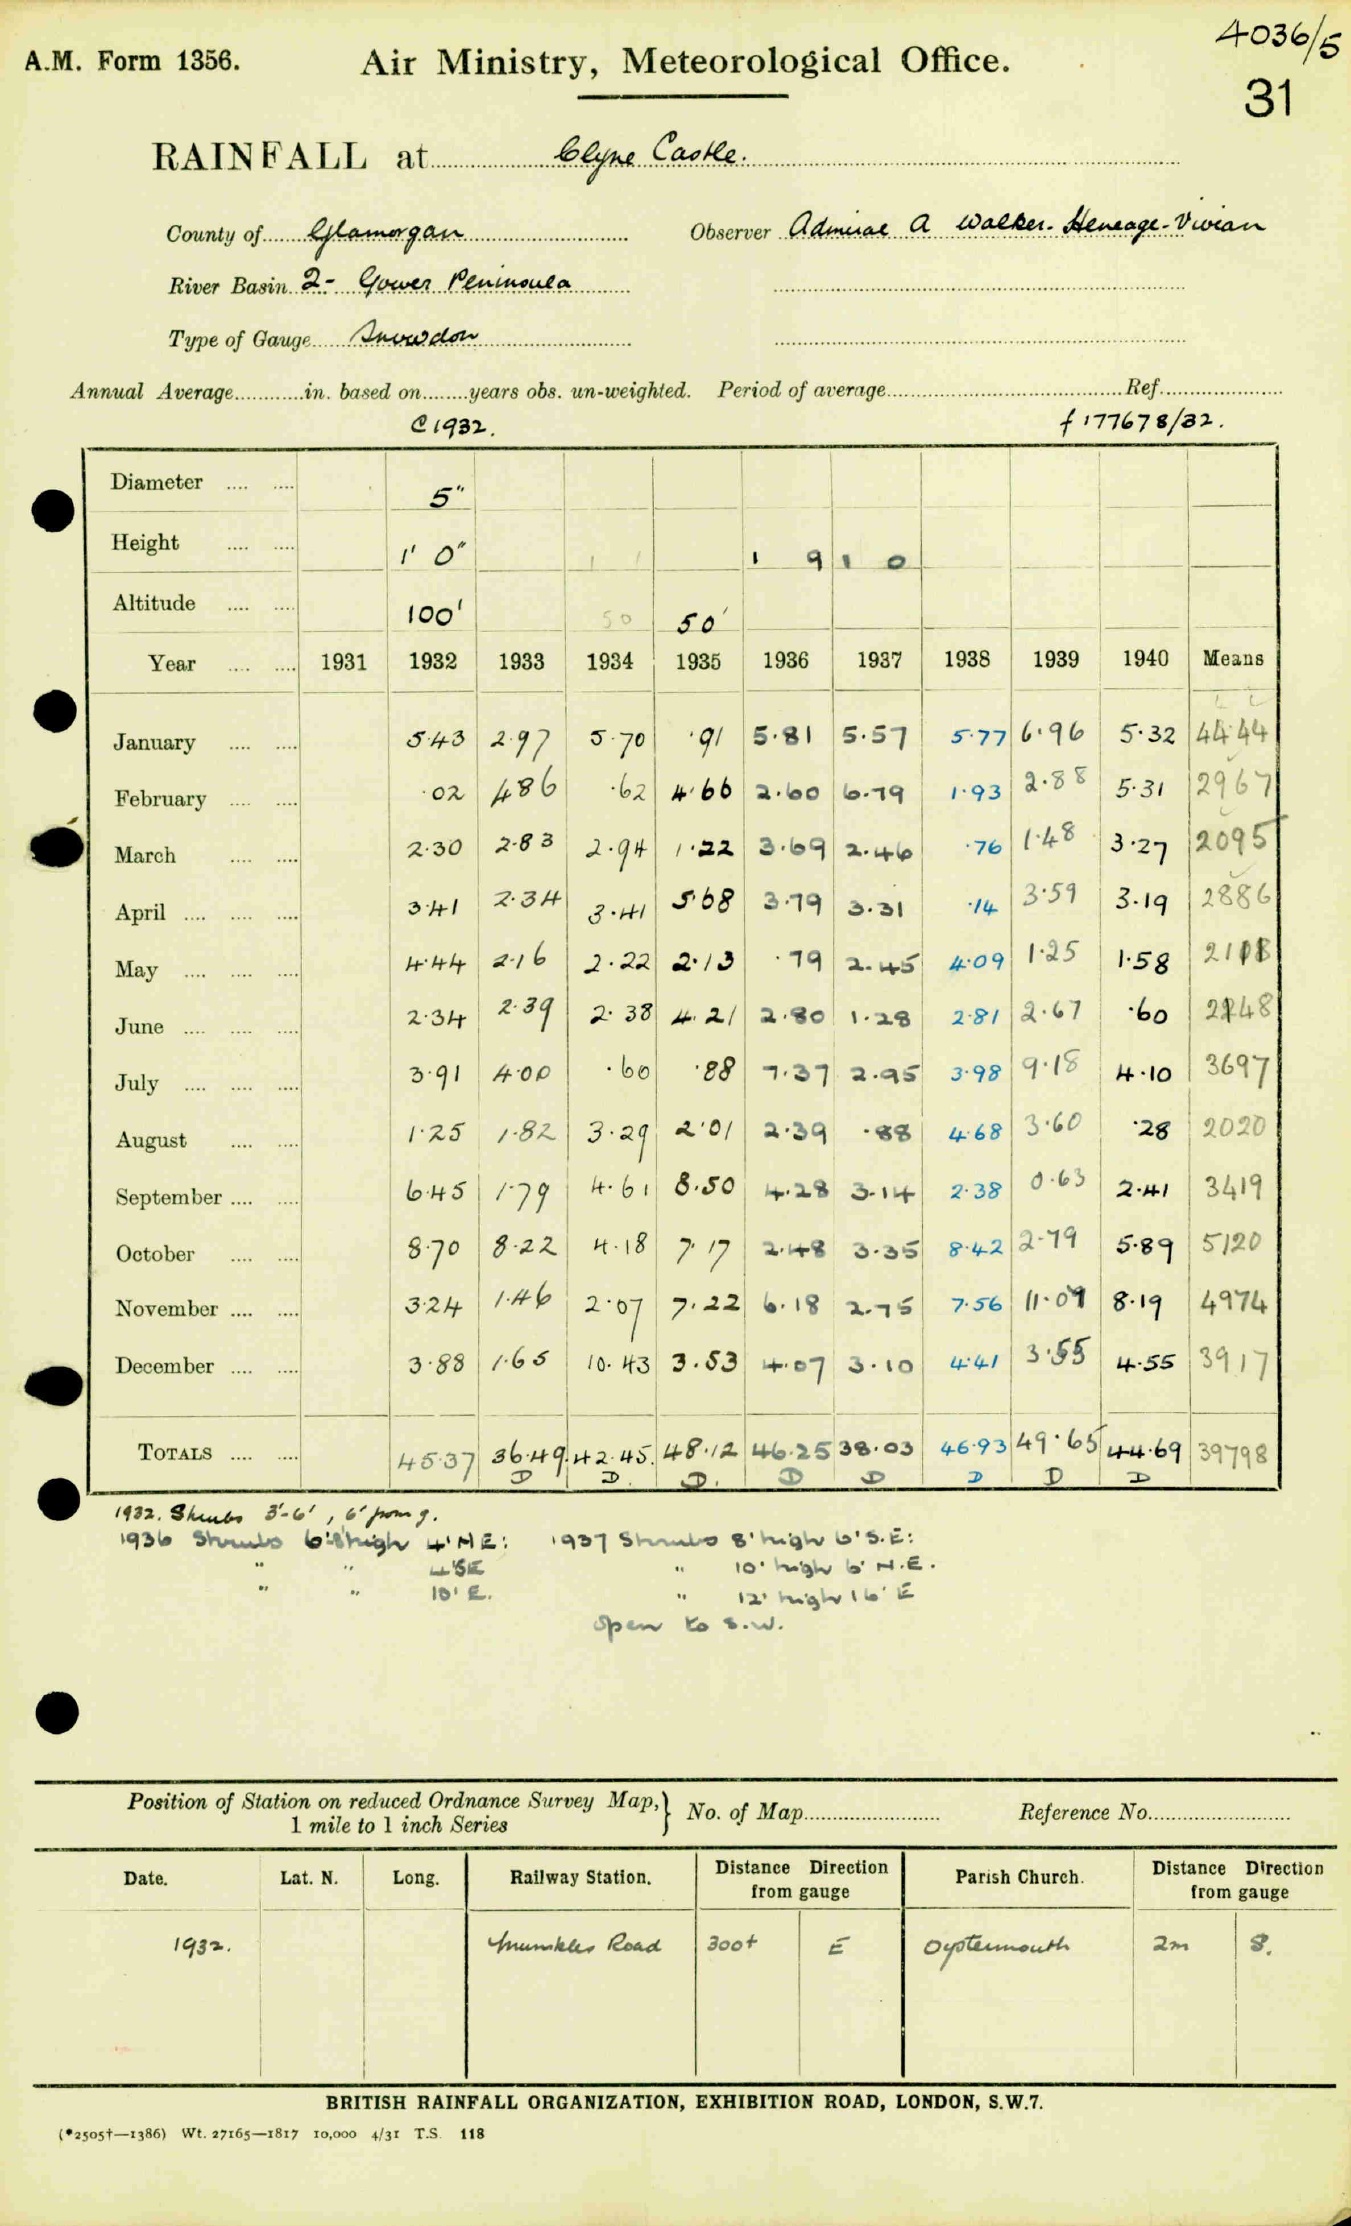 4036/5
A.M. Form 1356. Air Ministry, Meteorological Office.
31
RAINFALL at Clyne Castle.
County of Glamorgan Observer Admiral A Walker-Heneage-Vivian
River Basin 2- Gower Peninsula
Type of Gauge Snowdon
Annual Average in. based on years obs. un-weighted. Period of average Ref.
C 1932. f 177678/32.
Diameter 5"
Height 1' 0" 1 9 1 0
Altitude 100' 50 50'
Year 1931 1932 1933 1934 1935 1936 1937 1938 1939 1940 Means
January 5.43 2.97 5.70 .91 5.81 5.57 5.77 6.96 5.32 4444
February .02 4.86 .62 4.66 2.60 6.79 1.93 2.88 5.31 2967
March 2.30 2.83 2.94 1.22 3.69 2.46 .76 1.48 3.27 2095
April 3.41 2.34 3.41 5.68 3.79 3.31 .14 3.59 3.19 2886
May 4.44 2.16 2.22 2.13 .79 2.45 4.09 1.25 1.58 2111
June 2.34 2.39 2.38 4.21 2.80 1.28 2.81 2.67 .60 2148
July 3.91 4.00 .60 .88 7.37 2.95 3.98 9.18 4.10 3697
August 1.25 1.82 3.29 2.01 2.39 .88 4.68 3.60 .28 2020
September 6.45 1.79 4.61 8.50 4.28 3.14 2.38 0.63 2.41 3419
October 8.70 8.22 4.18 7.17 2.48 3.35 8.42 2.79 5.89 5120
November 3.24 1.46 2.07 7.22 6.18 2.75 7.56 11.09 8.19 4974
December 3.88 1.65 10.43 3.53 4.07 3.10 4.41 3.55 4.55 3917
TOTALS 45.37 36.49 42.45 48.12 46.25 38.03 46.93 49.65 44.69 39798
D D. D. D D D D D
1932. Shrubs 3'-6', 6' from g.
1936 Shrubs 6'8' high 4' NE: 1937 Shrubs 8' high 6' S.E:
" " 4'SE " 10' high 6' N.E.
" " 10' E. " 12' high 16' E
Open to S.W.
Position of Station on reduced Ordnance Survey Map, 1 mile to 1 inch Series } No. of Map Reference No.
Date. Lat. N. Long. Railway Station. Distance Direction from gauge Parish Church. Distance Direction from gauge
1932. Mumbles Road 300+ E Oystermouth 2m S.
BRITISH RAINFALL ORGANIZATION, EXHIBITION ROAD, LONDON, S.W.7.
(*2505†—1386) Wt. 27165—1817 10,000 4/31 T.S. 118